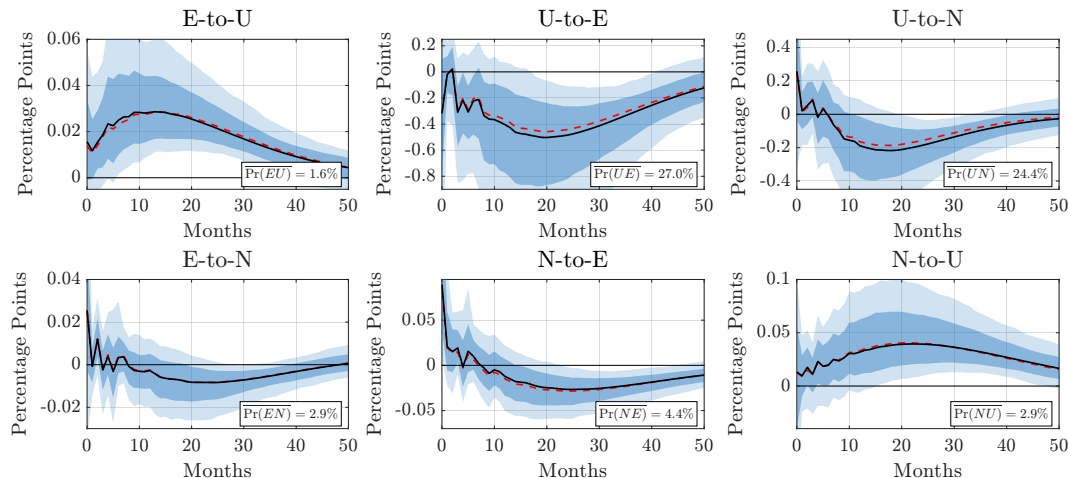 E-to-U
Percentage Points
0.06
0.04
0.02
0
0 10 20 30 40 50
Months
Pr(EU) = 1.6%
U-to-E
Percentage Points
0.2
0
-0.2
-0.4
-0.6
-0.8
0 10 20 30 40 50
Months
Pr(UE) = 27.0%
U-to-N
Percentage Points
0.4
0.2
0
-0.2
-0.4
0 10 20 30 40 50
Months
Pr(UN) = 24.4%
E-to-N
Percentage Points
0.04
0.02
0
-0.02
0 10 20 30 40 50
Months
Pr(EN) = 2.9%
N-to-E
Percentage Points
0.05
0
-0.05
0 10 20 30 40 50
Months
Pr(NE) = 4.4%
N-to-U
Percentage Points
0.1
0.05
0
0 10 20 30 40 50
Months
Pr(NU) = 2.9%